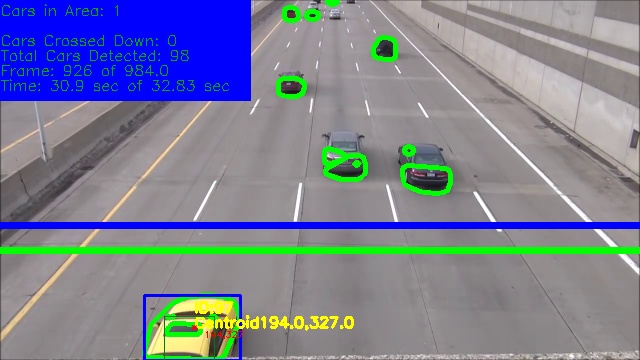 Cars in Area: 1
Cars Crossed Down: 0
Total Cars Detected: 98
Frame: 926 of 984.0
Time: 30.9 sec of 32.83 sec
Centroid194.0,327.0